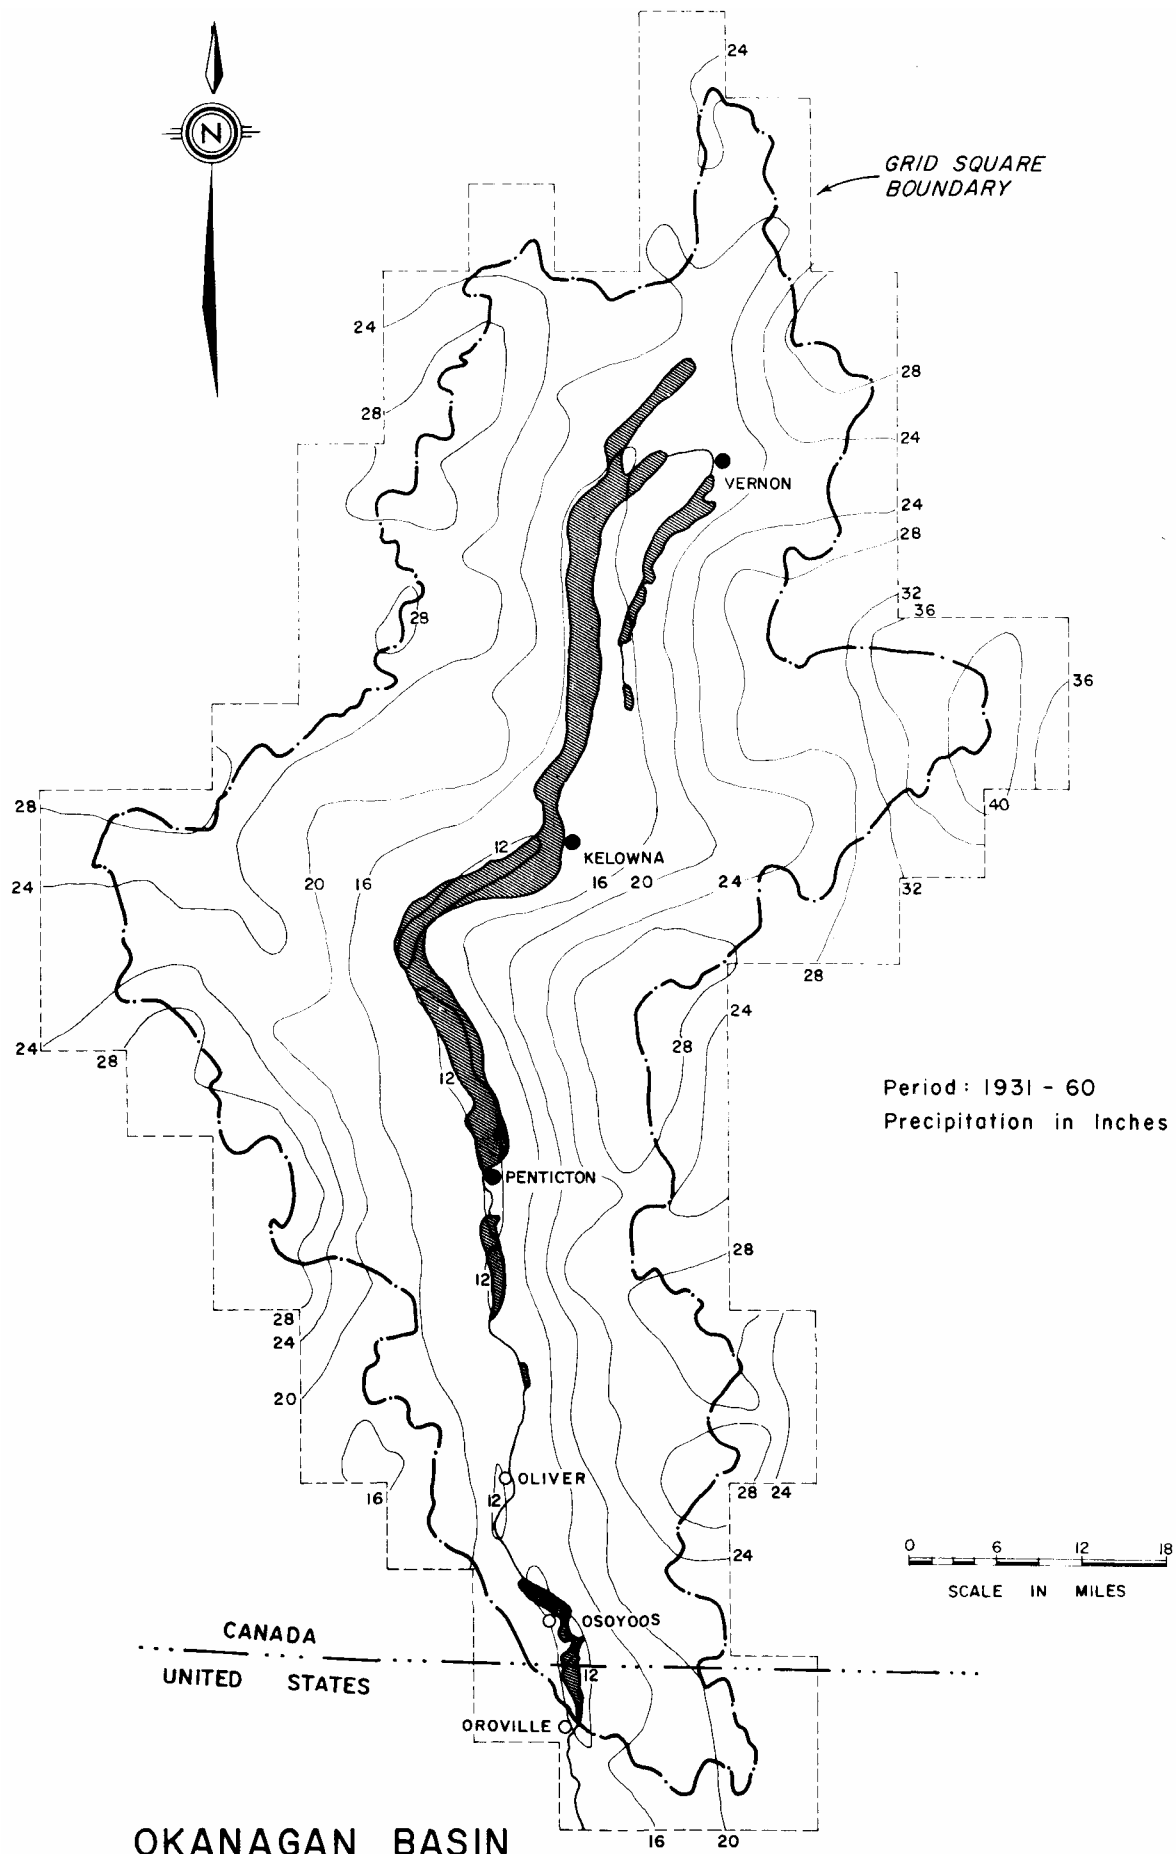 24
N
GRID SQUARE
BOUNDARY
24
28
28
24
24
28
VERNON
32
36
28
36
28
40
12
KELOWNA
24
20 16
16 20
24
32
28
24
24
28
28
12
Period: 1931 - 60
Precipitation in Inches
PENTICTON
28
12
28
24
20
OLIVER
12
16
28 24
24
0 6 12 18
SCALE IN MILES
OSOYOOS
CANADA
UNITED STATES
12
OROVILLE
16 20
OKANAGAN BASIN